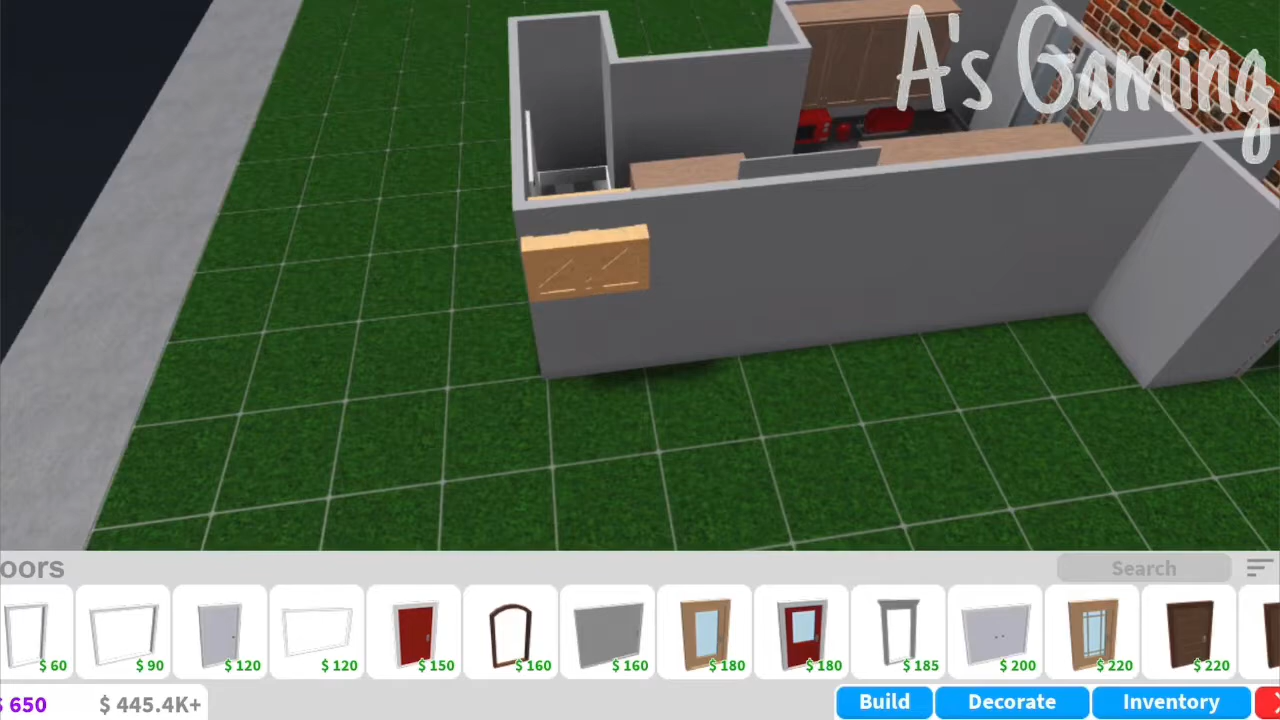 A's Gaming
oors
Search
$ 60
$ 90
$ 120
$ 120
$ 150
$ 160
$ 160
$ 180
$ 180
$ 185
$ 200
$ 220
$ 220
$ 650
$ 445.4K+
Build
Decorate
Inventory